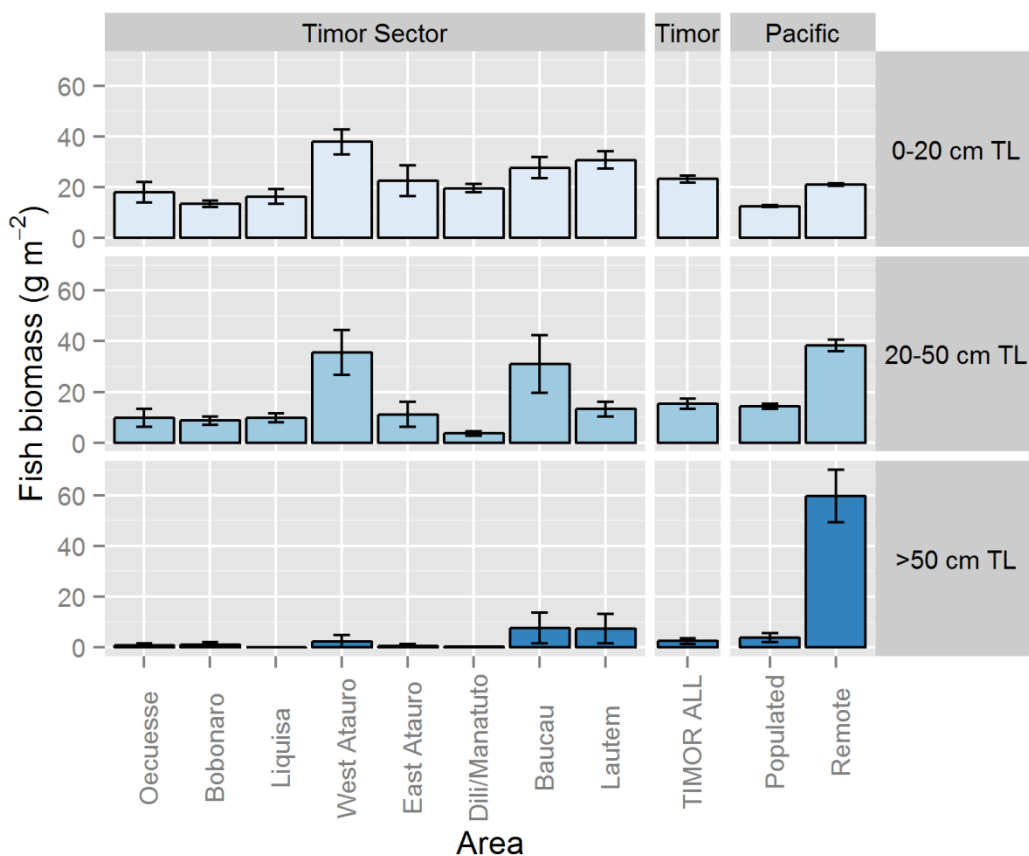 Timor Sector Timor Pacific
Fish biomass (g m⁻²)
60
40
20
0
0-20 cm TL
60
40
20
0
20-50 cm TL
60
40
20
0
>50 cm TL
Oecuesse
Bobonaro
Liquisa
West Atauro
East Atauro
Dili/Manatuto
Baucau
Lautem
TIMOR ALL
Populated
Remote
Area